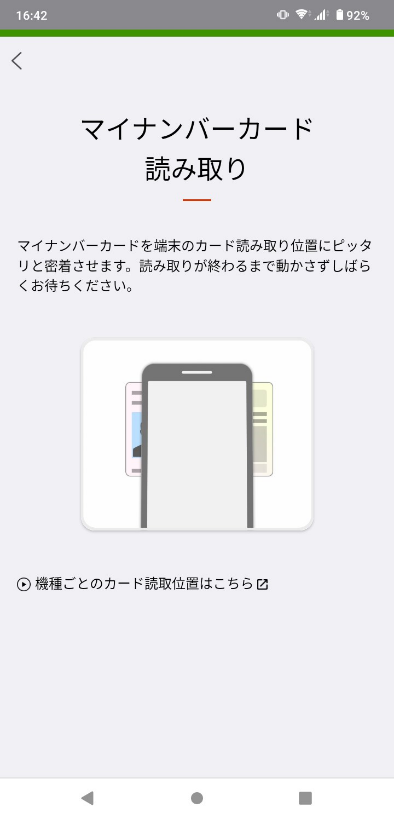 16:42
92%
マイナンバーカード
読み取り
マイナンバーカードを端末のカード読み取り位置にピッタ
リと密着させます。読み取りが終わるまで動かさずしばら
くお待ちください。
機種ごとのカード読取位置はこちら